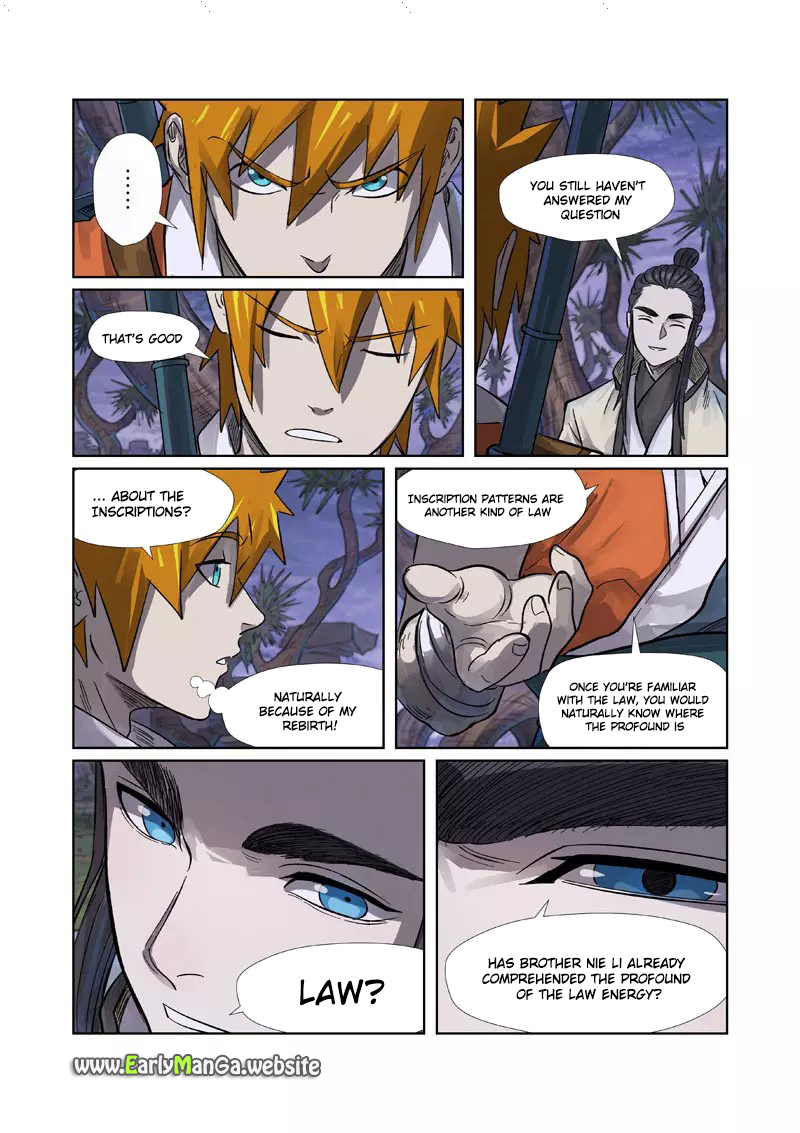 ......
YOU STILL HAVEN'T
ANSWERED MY
QUESTION
THAT'S GOOD
... ABOUT THE
INSCRIPTIONS?
NATURALLY
BECAUSE OF MY
REBIRTH!
INSCRIPTION PATTERNS ARE
ANOTHER KIND OF LAW
ONCE YOU'RE FAMILIAR
WITH THE LAW, YOU WOULD
NATURALLY KNOW WHERE
THE PROFOUND IS
LAW?
HAS BROTHER NIE LI ALREADY
COMPREHENDED THE PROFOUND
OF THE LAW ENERGY?
www.EarlyManGa.website